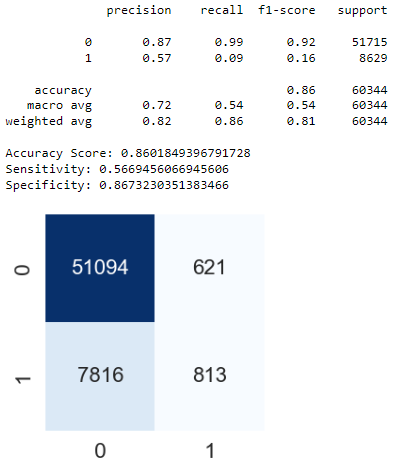 precision recall f1-score support
0 0.87 0.99 0.92 51715
1 0.57 0.09 0.16 8629
accuracy 0.86 60344
macro avg 0.72 0.54 0.54 60344
weighted avg 0.82 0.86 0.81 60344
Accuracy Score: 0.8601849396791728
Sensitivity: 0.5669456066945606
Specificity: 0.8673230351383466
0 51094 621
1 7816 813
0 1